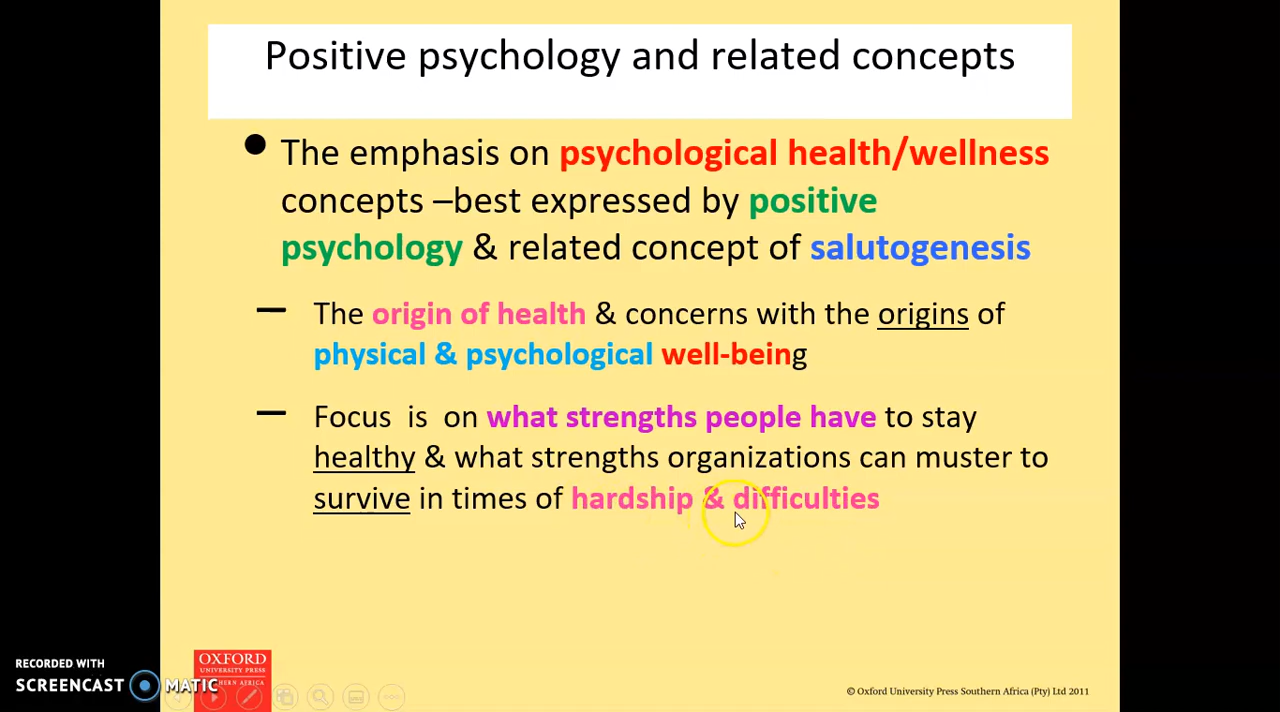 Positive psychology and related concepts
The emphasis on psychological health/wellness
concepts –best expressed by positive
psychology & related concept of salutogenesis
The origin of health & concerns with the origins of
physical & psychological well-being
Focus is on what strengths people have to stay
healthy & what strengths organizations can muster to
survive in times of hardship & difficulties
OXFORD
UNIVERSITY PRESS
RECORDED WITH
SCREENCAST MATIC
© Oxford University Press Southern Africa (Pty) Ltd 2011